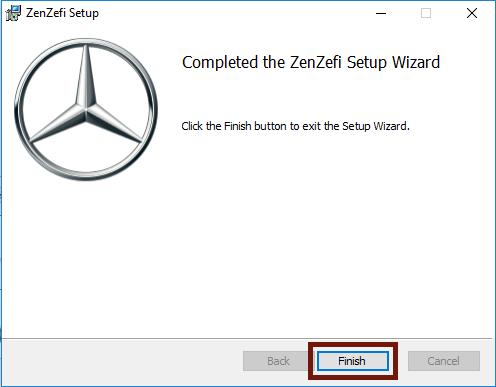 ZenZefi Setup
Completed the ZenZefi Setup Wizard
Click the Finish button to exit the Setup Wizard.
Back
Finish
Cancel